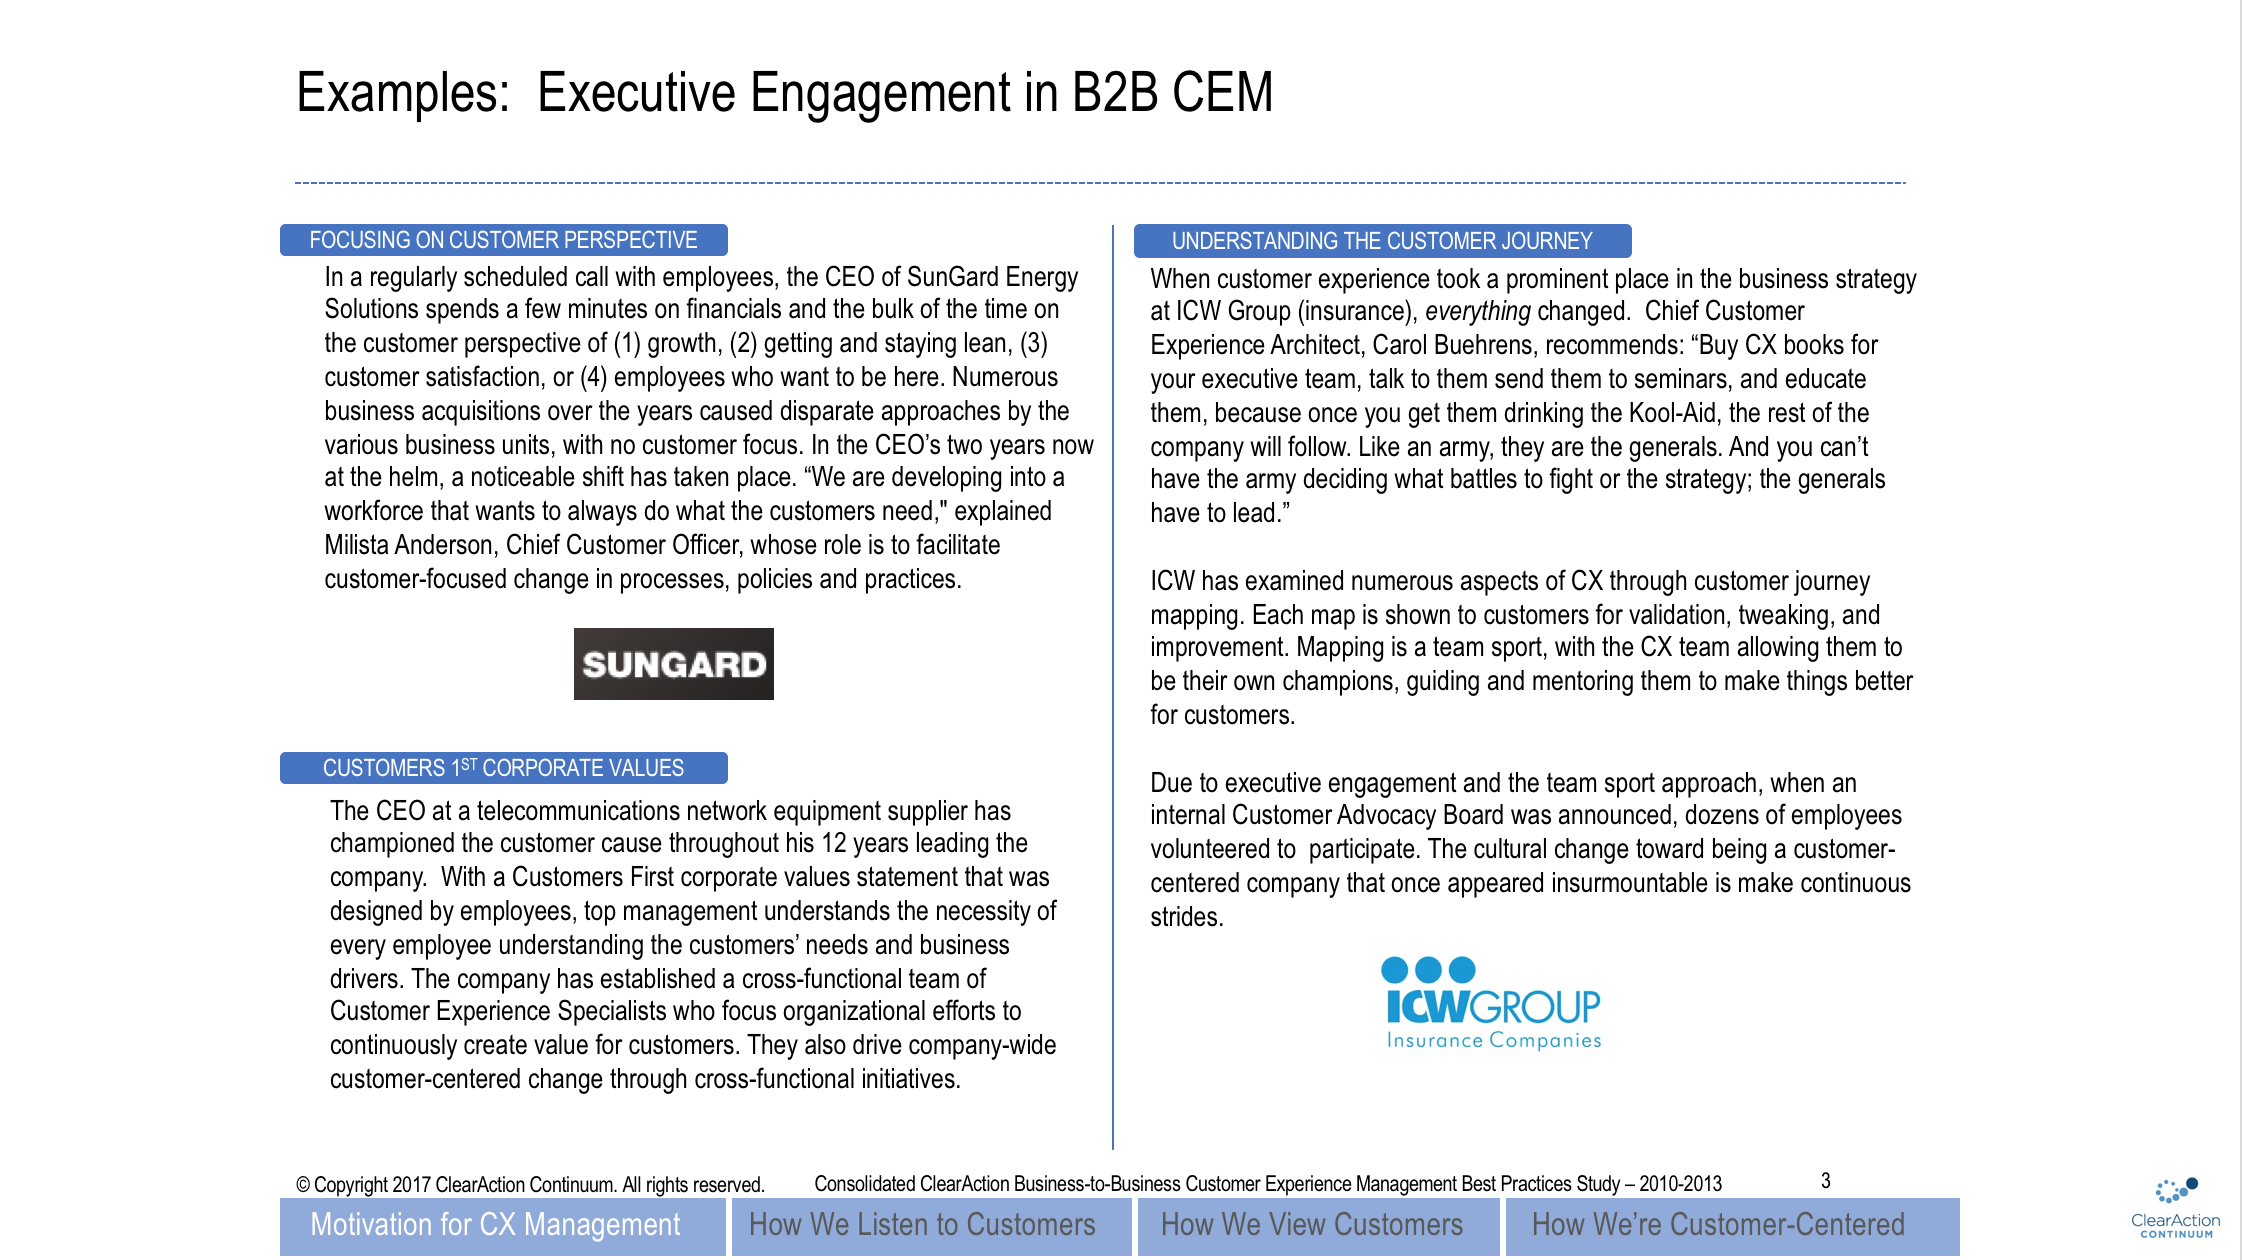 Examples:  Executive Engagement in B2B CEM
FOCUSING ON CUSTOMER PERSPECTIVE
In a regularly scheduled call with employees, the CEO of SunGard Energy
Solutions spends a few minutes on financials and the bulk of the time on
the customer perspective of (1) growth, (2) getting and staying lean, (3)
customer satisfaction, or (4) employees who want to be here. Numerous
business acquisitions over the years caused disparate approaches by the
various business units, with no customer focus. In the CEO’s two years now
at the helm, a noticeable shift has taken place. “We are developing into a
workforce that wants to always do what the customers need," explained
Milista Anderson, Chief Customer Officer, whose role is to facilitate
customer-focused change in processes, policies and practices.
SUNGARD
CUSTOMERS 1ST CORPORATE VALUES
The CEO at a telecommunications network equipment supplier has
championed the customer cause throughout his 12 years leading the
company.  With a Customers First corporate values statement that was
designed by employees, top management understands the necessity of
every employee understanding the customers’ needs and business
drivers. The company has established a cross-functional team of
Customer Experience Specialists who focus organizational efforts to
continuously create value for customers. They also drive company-wide
customer-centered change through cross-functional initiatives.
UNDERSTANDING THE CUSTOMER JOURNEY
When customer experience took a prominent place in the business strategy
at ICW Group (insurance), everything changed.  Chief Customer
Experience Architect, Carol Buehrens, recommends: “Buy CX books for
your executive team, talk to them send them to seminars, and educate
them, because once you get them drinking the Kool-Aid, the rest of the
company will follow. Like an army, they are the generals. And you can’t
have the army deciding what battles to fight or the strategy; the generals
have to lead.”
ICW has examined numerous aspects of CX through customer journey
mapping. Each map is shown to customers for validation, tweaking, and
improvement. Mapping is a team sport, with the CX team allowing them to
be their own champions, guiding and mentoring them to make things better
for customers.
Due to executive engagement and the team sport approach, when an
internal Customer Advocacy Board was announced, dozens of employees
volunteered to  participate. The cultural change toward being a customer-
centered company that once appeared insurmountable is make continuous
strides.
ICWGROUP
Insurance Companies
© Copyright 2017 ClearAction Continuum. All rights reserved.
Consolidated ClearAction Business-to-Business Customer Experience Management Best Practices Study – 2010-2013
3
Motivation for CX Management
How We Listen to Customers
How We View Customers
How We’re Customer-Centered
ClearAction
CONTINUUM